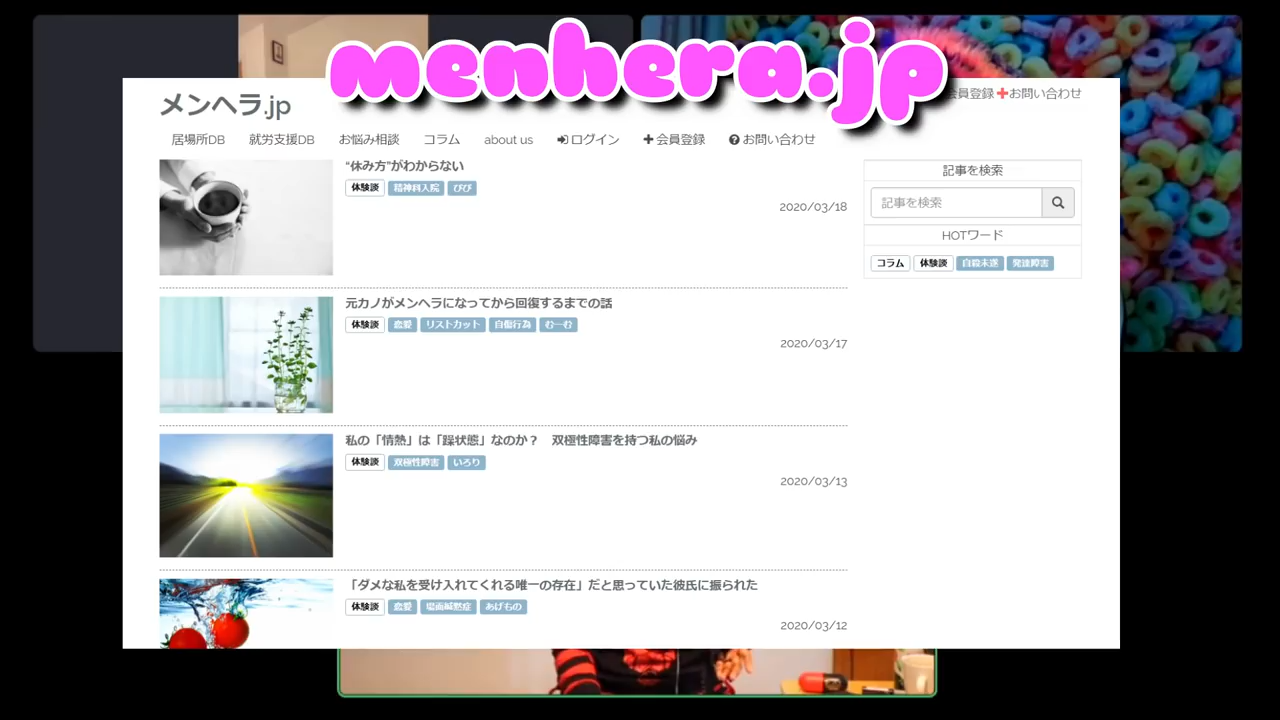 menhera.jp
メンヘラ.jp
会員登録 ✚お問い合わせ
居場所DB 就労支援DB お悩み相談 コラム about us ログイン ✚ 会員登録 お問い合わせ
“休み方”がわからない
体験談 精神科入院 びび
2020/03/18
記事を検索
記事を検索
HOTワード
コラム 体験談 自殺未遂 発達障害
元カノがメンヘラになってから回復するまでの話
体験談 恋愛 リストカット 自傷行為 むーむ
2020/03/17
私の「情熱」は「躁状態」なのか？ 双極性障害を持つ私の悩み
体験談 双極性障害 いろり
2020/03/13
「ダメな私を受け入れてくれる唯一の存在」だと思っていた彼氏に振られた
体験談 恋愛 場面緘黙症 あげもの
2020/03/12